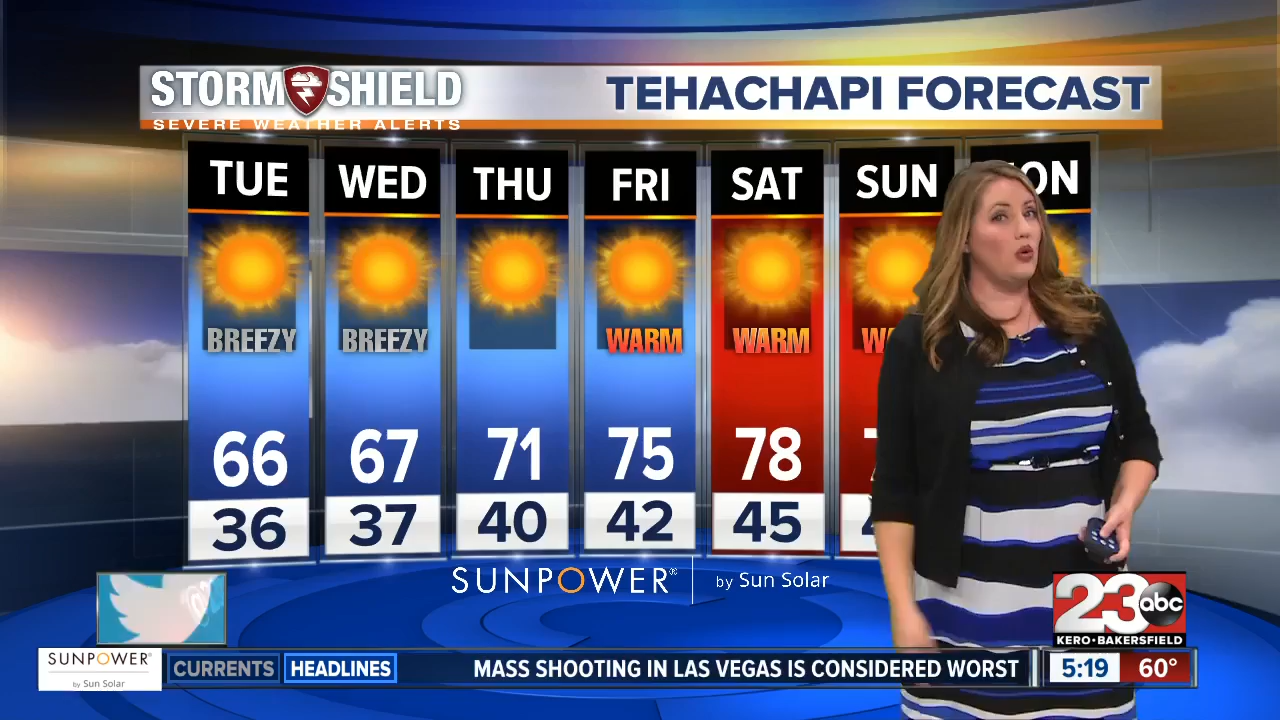 STORM SHIELD
SEVERE WEATHER ALERTS
TEHACHAPI FORECAST
TUE WED THU FRI SAT SUN
BREEZY BREEZY WARM WARM
66 67 71 75 78
36 37 40 42 45
SUNPOWER® by Sun Solar
23 abc
KERO·BAKERSFIELD
SUNPOWER®
by Sun Solar
CURRENTS HEADLINES MASS SHOOTING IN LAS VEGAS IS CONSIDERED WORST 5:19 60°